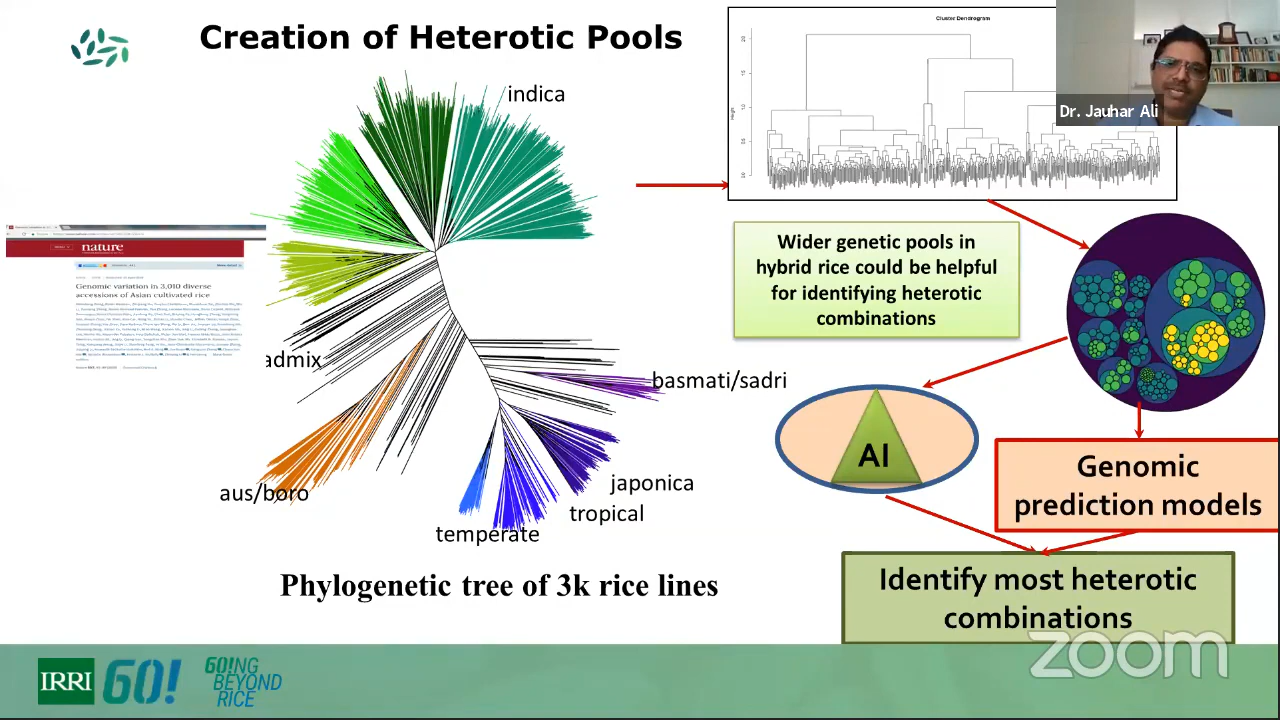 Creation of Heterotic Pools
Cluster Dendrogram
Dr. Jauhar Ali
indica
nature
Genomic variation in 3,010 diverse
accessions of Asian cultivated rice
admix
basmati/sadri
aus/boro
japonica
tropical
temperate
Phylogenetic tree of 3k rice lines
Wider genetic pools in
hybrid rice could be helpful
for identifying heterotic
combinations
AI
Genomic
prediction models
Identify most heterotic
combinations
zoom
IRRI
60!
60!NG
BEYOND
RICE